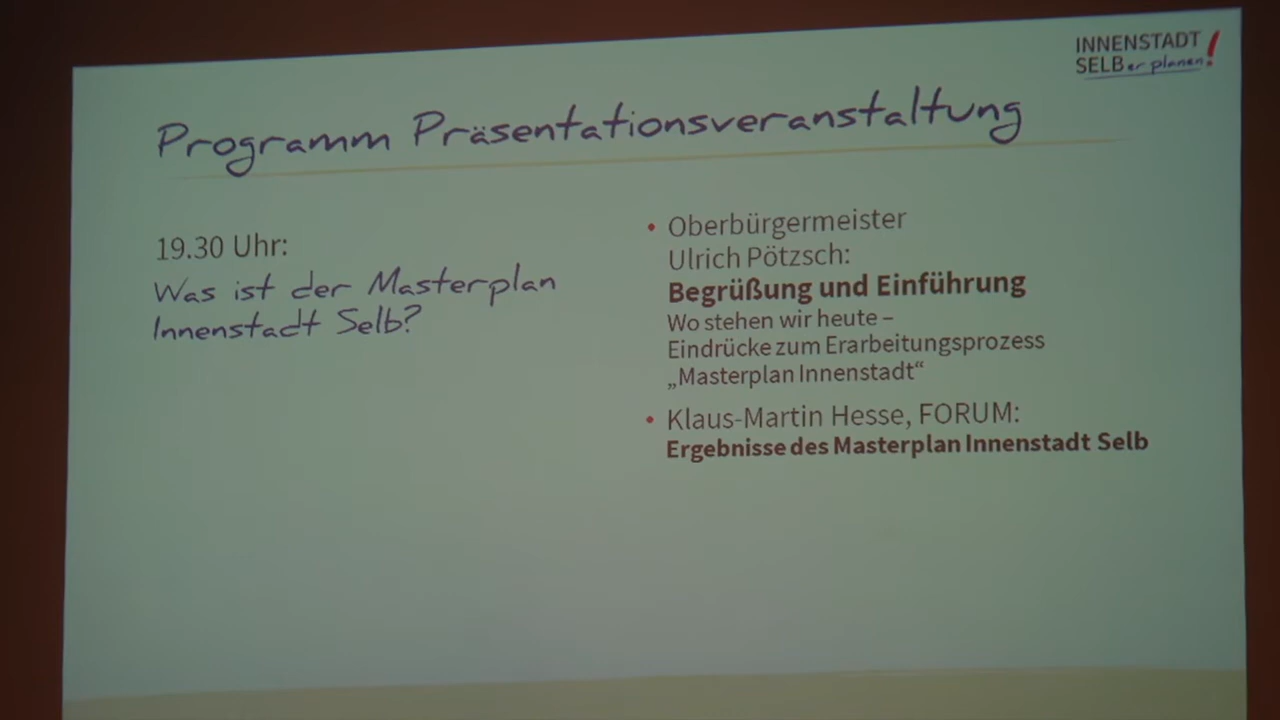 INNENSTADT
SELBer planen!
Programm Präsentationsveranstaltung
19.30 Uhr:
Was ist der Masterplan
Innenstadt Selb?
• Oberbürgermeister
Ulrich Pötzsch:
Begrüßung und Einführung
Wo stehen wir heute –
Eindrücke zum Erarbeitungsprozess
„Masterplan Innenstadt“
• Klaus-Martin Hesse, FORUM:
Ergebnisse des Masterplan Innenstadt Selb